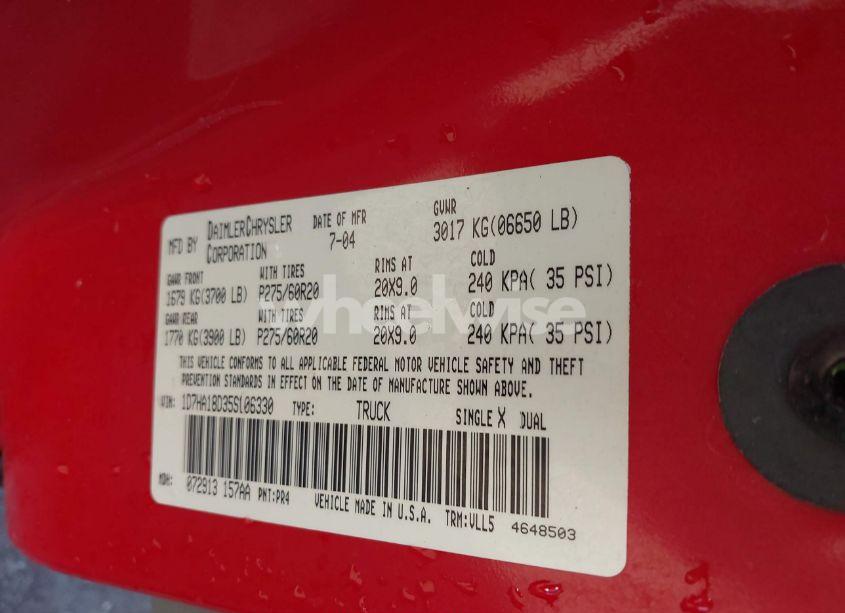 MFD BY DAIMLERCHRYSLER CORPORATION DATE OF MFR 7-04 GVWR 3017 KG(06650 LB)
GAWR FRONT WITH TIRES RIMS AT COLD
1679 KG(3700 LB) P275/60R20 20X9.0 240 KPA( 35 PSI)
GAWR REAR WITH TIRES RIMS AT COLD
1770 KG(3900 LB) P275/60R20 20X9.0 240 KPA( 35 PSI)
THIS VEHICLE CONFORMS TO ALL APPLICABLE FEDERAL MOTOR VEHICLE SAFETY AND THEFT
PREVENTION STANDARDS IN EFFECT ON THE DATE OF MANUFACTURE SHOWN ABOVE.
VIN: 1D7HA18D35S106330 TYPE: TRUCK SINGLE X DUAL
MDH: 072913 157AA PNT:PR4 VEHICLE MADE IN U.S.A. TRM:VLL5 4648503
Wheelwise